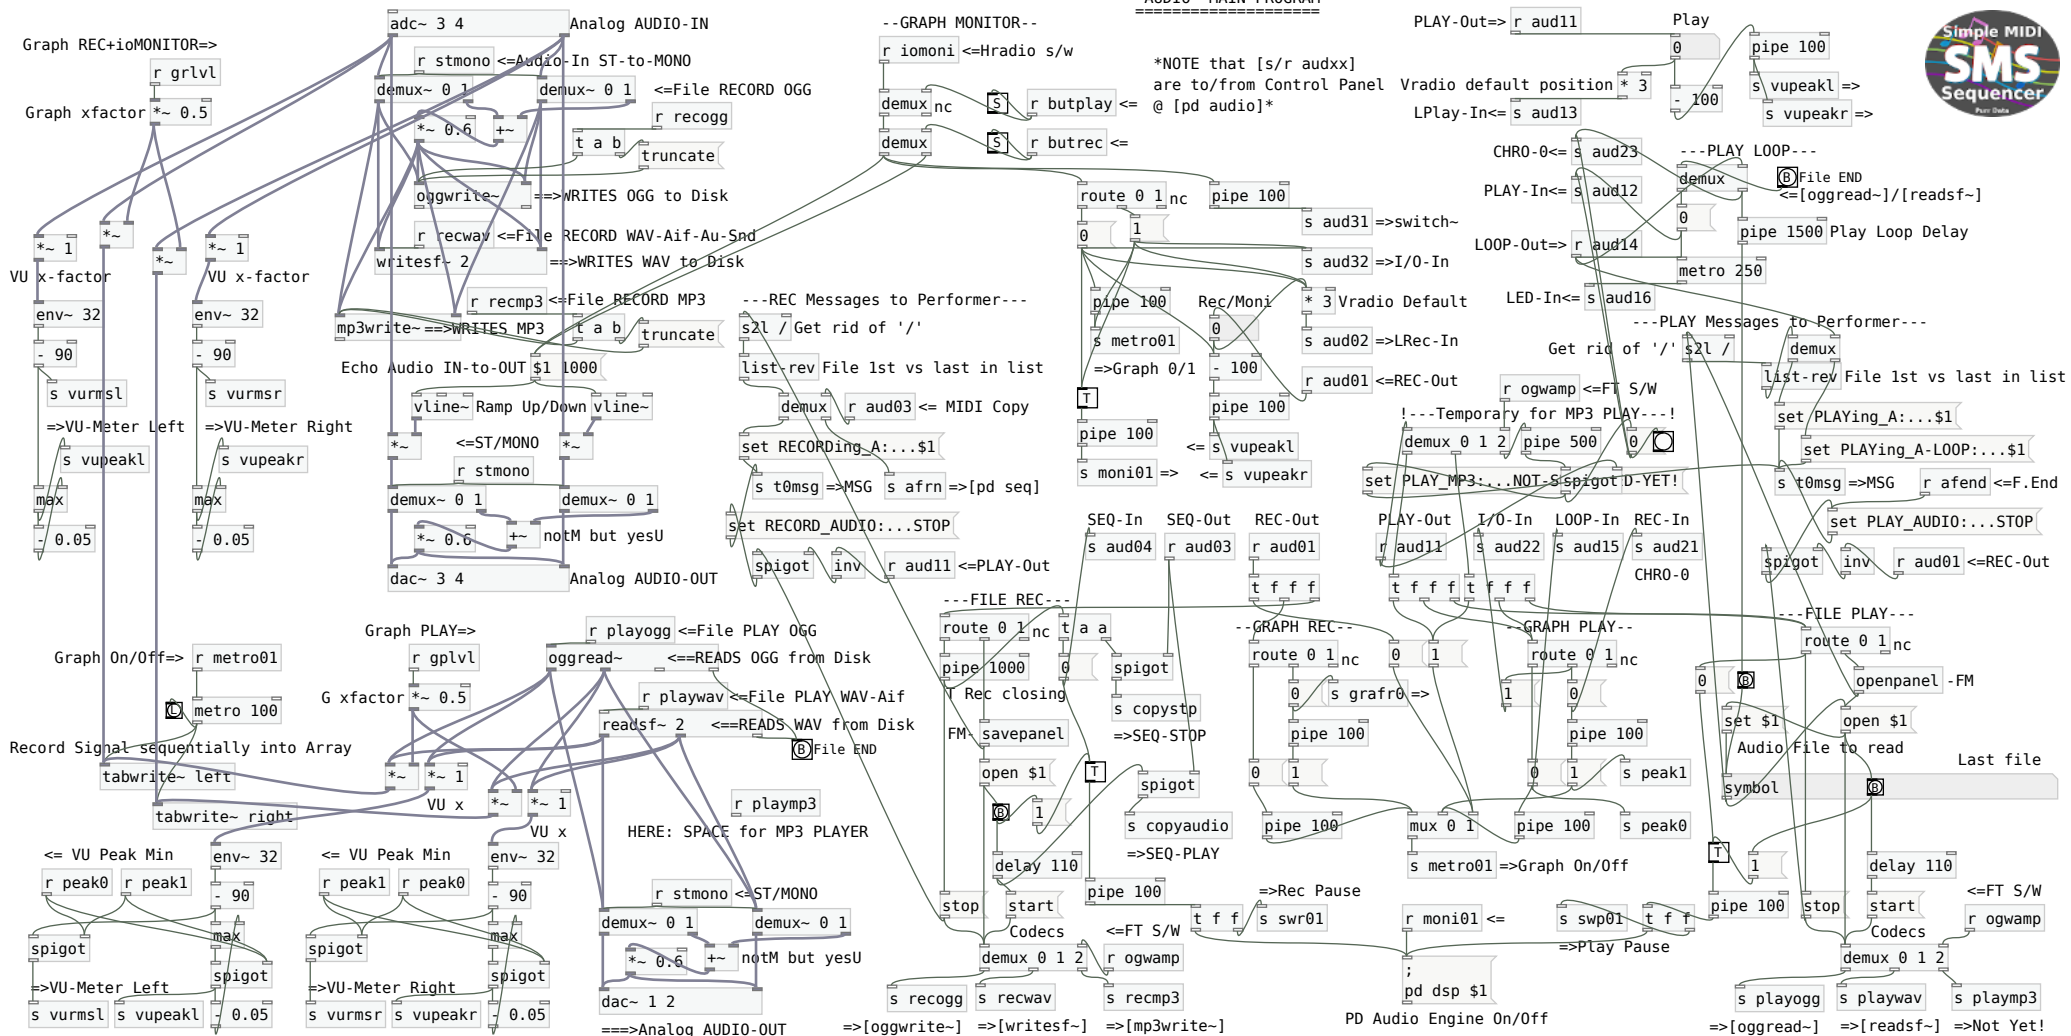 AUDIO MAIN PROGRAM
====================
adc~ 3 4
Analog AUDIO-IN
Graph REC+ioMONITOR=>
r grlvl
Graph xfactor
*~ 0.5
r stmono
<=Audio-In ST-to-MONO
demux~ 0 1
demux~ 0 1
<=File RECORD OGG
*~ 0.6
+~
r recogg
t a b
truncate
oggwrite~
==>WRITES OGG to Disk
r recwav
<=File RECORD WAV-Aif-Au-Snd
writesf~ 2
==>WRITES WAV to Disk
r recmp3
<=File RECORD MP3
mp3write~
==>WRITES MP3
t a b
truncate
Echo Audio IN-to-OUT
$1 1000
vline~
Ramp Up/Down
vline~
*~
<=ST/MONO
*~
r stmono
demux~ 0 1
demux~ 0 1
*~ 0.6
+~
notM but yesU
dac~ 3 4
Analog AUDIO-OUT
*~ 1
*~
*~
*~ 1
VU x-factor
VU x-factor
env~ 32
env~ 32
- 90
- 90
s vurmsl
s vurmsr
=>VU-Meter Left
=>VU-Meter Right
s vupeakl
s vupeakr
max
max
- 0.05
- 0.05
Graph On/Off=>
r metro01
L
metro 100
Record Signal sequentially into Array
tabwrite~ left
tabwrite~ right
Graph PLAY=>
r gplvl
G xfactor
*~ 0.5
r playogg
<=File PLAY OGG
oggread~
<==READS OGG from Disk
r playwav
<=File PLAY WAV-Aif
readsf~ 2
<==READS WAV from Disk
B
File END
*~
*~ 1
VU x
*~
*~ 1
VU x
r playmp3
HERE: SPACE for MP3 PLAYER
<= VU Peak Min
r peak0
r peak1
env~ 32
- 90
max
spigot
spigot
=>VU-Meter Left
s vurmsl
s vupeakl
- 0.05
<= VU Peak Min
r peak1
r peak0
env~ 32
- 90
max
spigot
spigot
=>VU-Meter Right
s vurmsr
s vupeakr
- 0.05
r stmono
<=ST/MONO
demux~ 0 1
demux~ 0 1
*~ 0.6
+~
notM but yesU
dac~ 1 2
===>Analog AUDIO-OUT
--GRAPH MONITOR--
r iomoni
<=Hradio s/w
demux
nc
S
r butplay
<=
demux
S
r butrec
<=
*NOTE that [s/r audxx]
are to/from Control Panel
@ [pd audio]*
route 0 1
nc
pipe 100
0
1
s aud31
=>switch~
s aud32
=>I/O-In
pipe 100
Rec/Moni
* 3
Vradio Default
s metro01
0
s aud02
=>LRec-In
=>Graph 0/1
- 100
r aud01
<=REC-Out
T
pipe 100
pipe 100
<=
s vupeakl
s moni01
=>
<=
s vupeakr
---REC Messages to Performer---
s2l /
Get rid of '/'
list-rev
File 1st vs last in list
demux
r aud03
<= MIDI Copy
set RECORDing_A:...$1
s t0msg
=>MSG
s afrn
=>[pd seq]
set RECORD_AUDIO:...STOP
spigot
inv
r aud11
<=PLAY-Out
PLAY-Out=>
r aud11
Play
0
pipe 100
Vradio default position
* 3
- 100
s vupeakl
=>
LPlay-In<=
s aud13
s vupeakr
=>
Simple MIDI
SMS
Sequencer
Pure Data
CHRO-0<=
s aud23
---PLAY LOOP---
demux
B
File END
PLAY-In<=
s aud12
<=[oggread~]/[readsf~]
0
LOOP-Out=>
r aud14
pipe 1500
Play Loop Delay
metro 250
LED-In<=
s aud16
---PLAY Messages to Performer---
Get rid of '/'
s2l /
demux
list-rev
File 1st vs last in list
r ogwamp
<=FT S/W
!---Temporary for MP3 PLAY---!
demux 0 1 2
pipe 500
0
set PLAY_MP3:...NOT-S
spigot
D-YET!
set PLAYing_A:...$1
set PLAYing_A-LOOP:...$1
s t0msg
=>MSG
r afend
<=F.End
set PLAY_AUDIO:...STOP
spigot
inv
r aud01
<=REC-Out
SEQ-In
SEQ-Out
REC-Out
PLAY-Out
I/O-In
LOOP-In
REC-In
s aud04
r aud03
r aud01
r aud11
s aud22
s aud15
s aud21
CHRO-0
t f f f
t f f f
t f f f
---FILE REC---
route 0 1
nc
t a a
pipe 1000
0
spigot
T Rec closing
s copystp
=>SEQ-STOP
FM-
savepanel
open $1
T
spigot
B
1
s copyaudio
=>SEQ-PLAY
delay 110
pipe 100
stop
start
Codecs
<=FT S/W
demux 0 1 2
r ogwamp
s recogg
s recwav
s recmp3
=>[oggwrite~]
=>[writesf~]
=>[mp3write~]
--GRAPH REC--
route 0 1
nc
0
s grafr0
=>
pipe 100
0
1
pipe 100
0
1
--GRAPH PLAY--
route 0 1
nc
1
0
pipe 100
0
1
s peak1
mux 0 1
pipe 100
s peak0
s metro01
=>Graph On/Off
=>Rec Pause
t f f
s swr01
r moni01
<=
s swp01
t f f
=>Play Pause
;
pd dsp $1
PD Audio Engine On/Off
---FILE PLAY---
route 0 1
nc
0
B
openpanel
-FM
set $1
open $1
Audio File to read
Last file
symbol
B
T
1
delay 110
pipe 100
stop
start
<=FT S/W
r ogwamp
Codecs
demux 0 1 2
s playogg
s playwav
s playmp3
=>[oggread~]
=>[readsf~]
=>Not Yet!